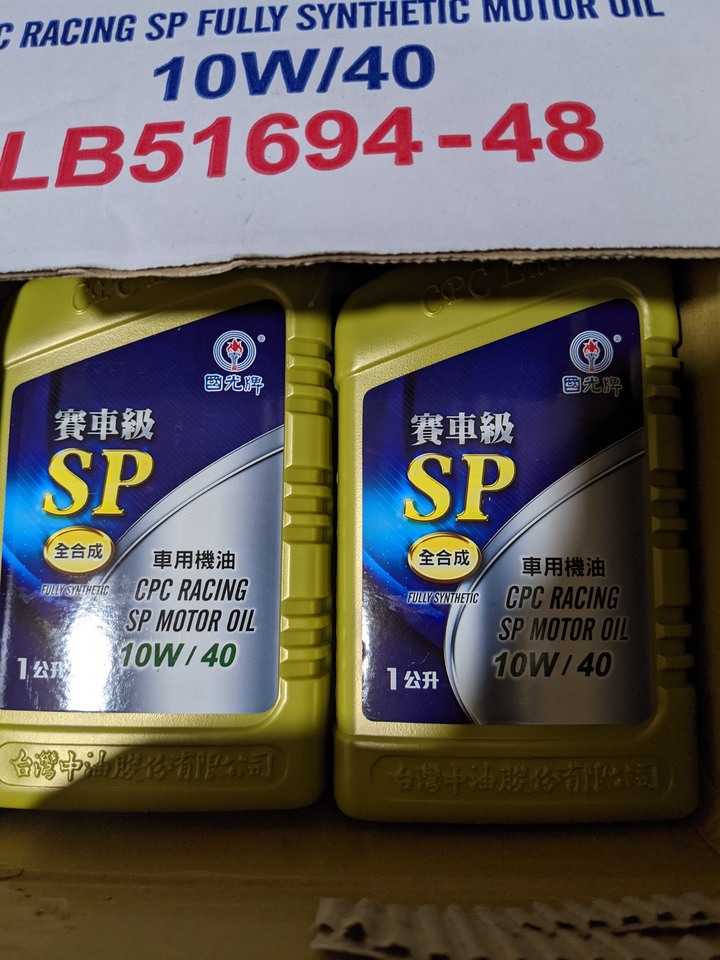 C RACING SP FULLY SYNTHETIC MOTOR OIL
10W/40
LB51694-48
CPC
國光牌
賽車級
SP
全合成
FULLY SYNTHETIC
車用機油
CPC RACING
SP MOTOR OIL
10W/40
1公升
台灣中油股份有限公司
CPC
國光牌
賽車級
SP
全合成
FULLY SYNTHETIC
車用機油
CPC RACING
SP MOTOR OIL
10W/40
1公升
台灣中油股份有限公司